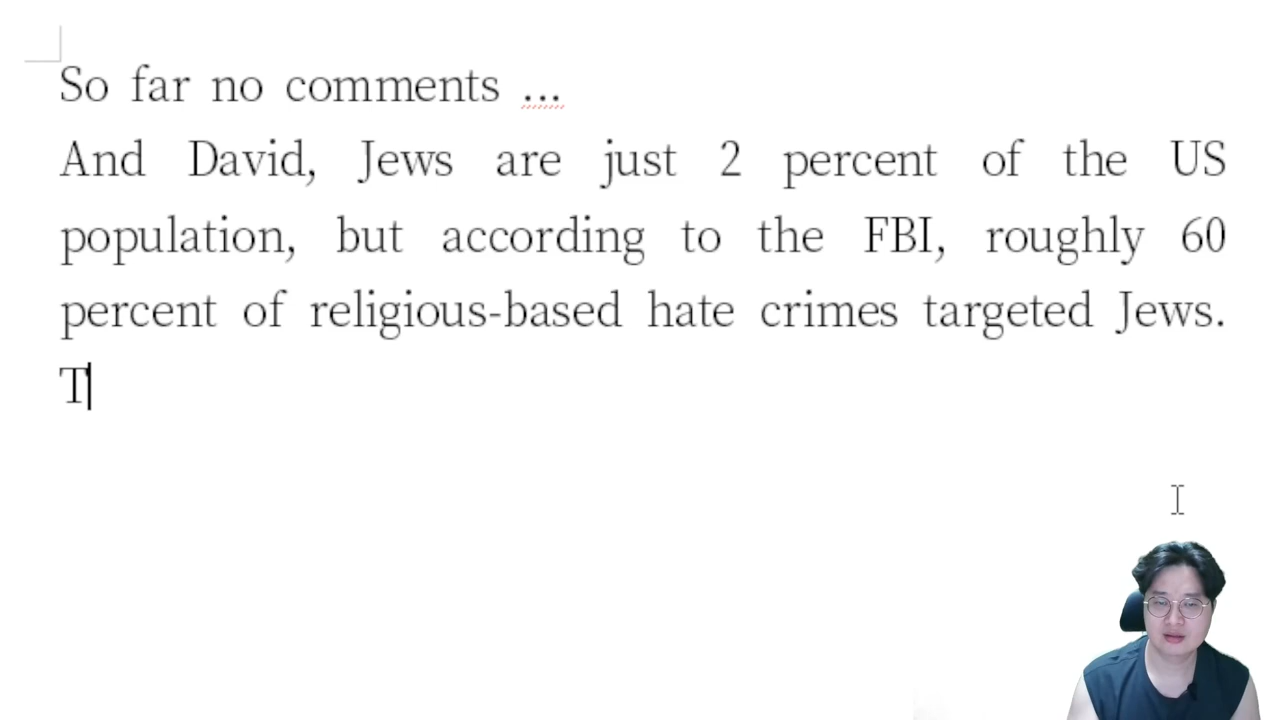 So far no comments ...
And David, Jews are just 2 percent of the US
population, but according to the FBI, roughly 60
percent of religious-based hate crimes targeted Jews.
T